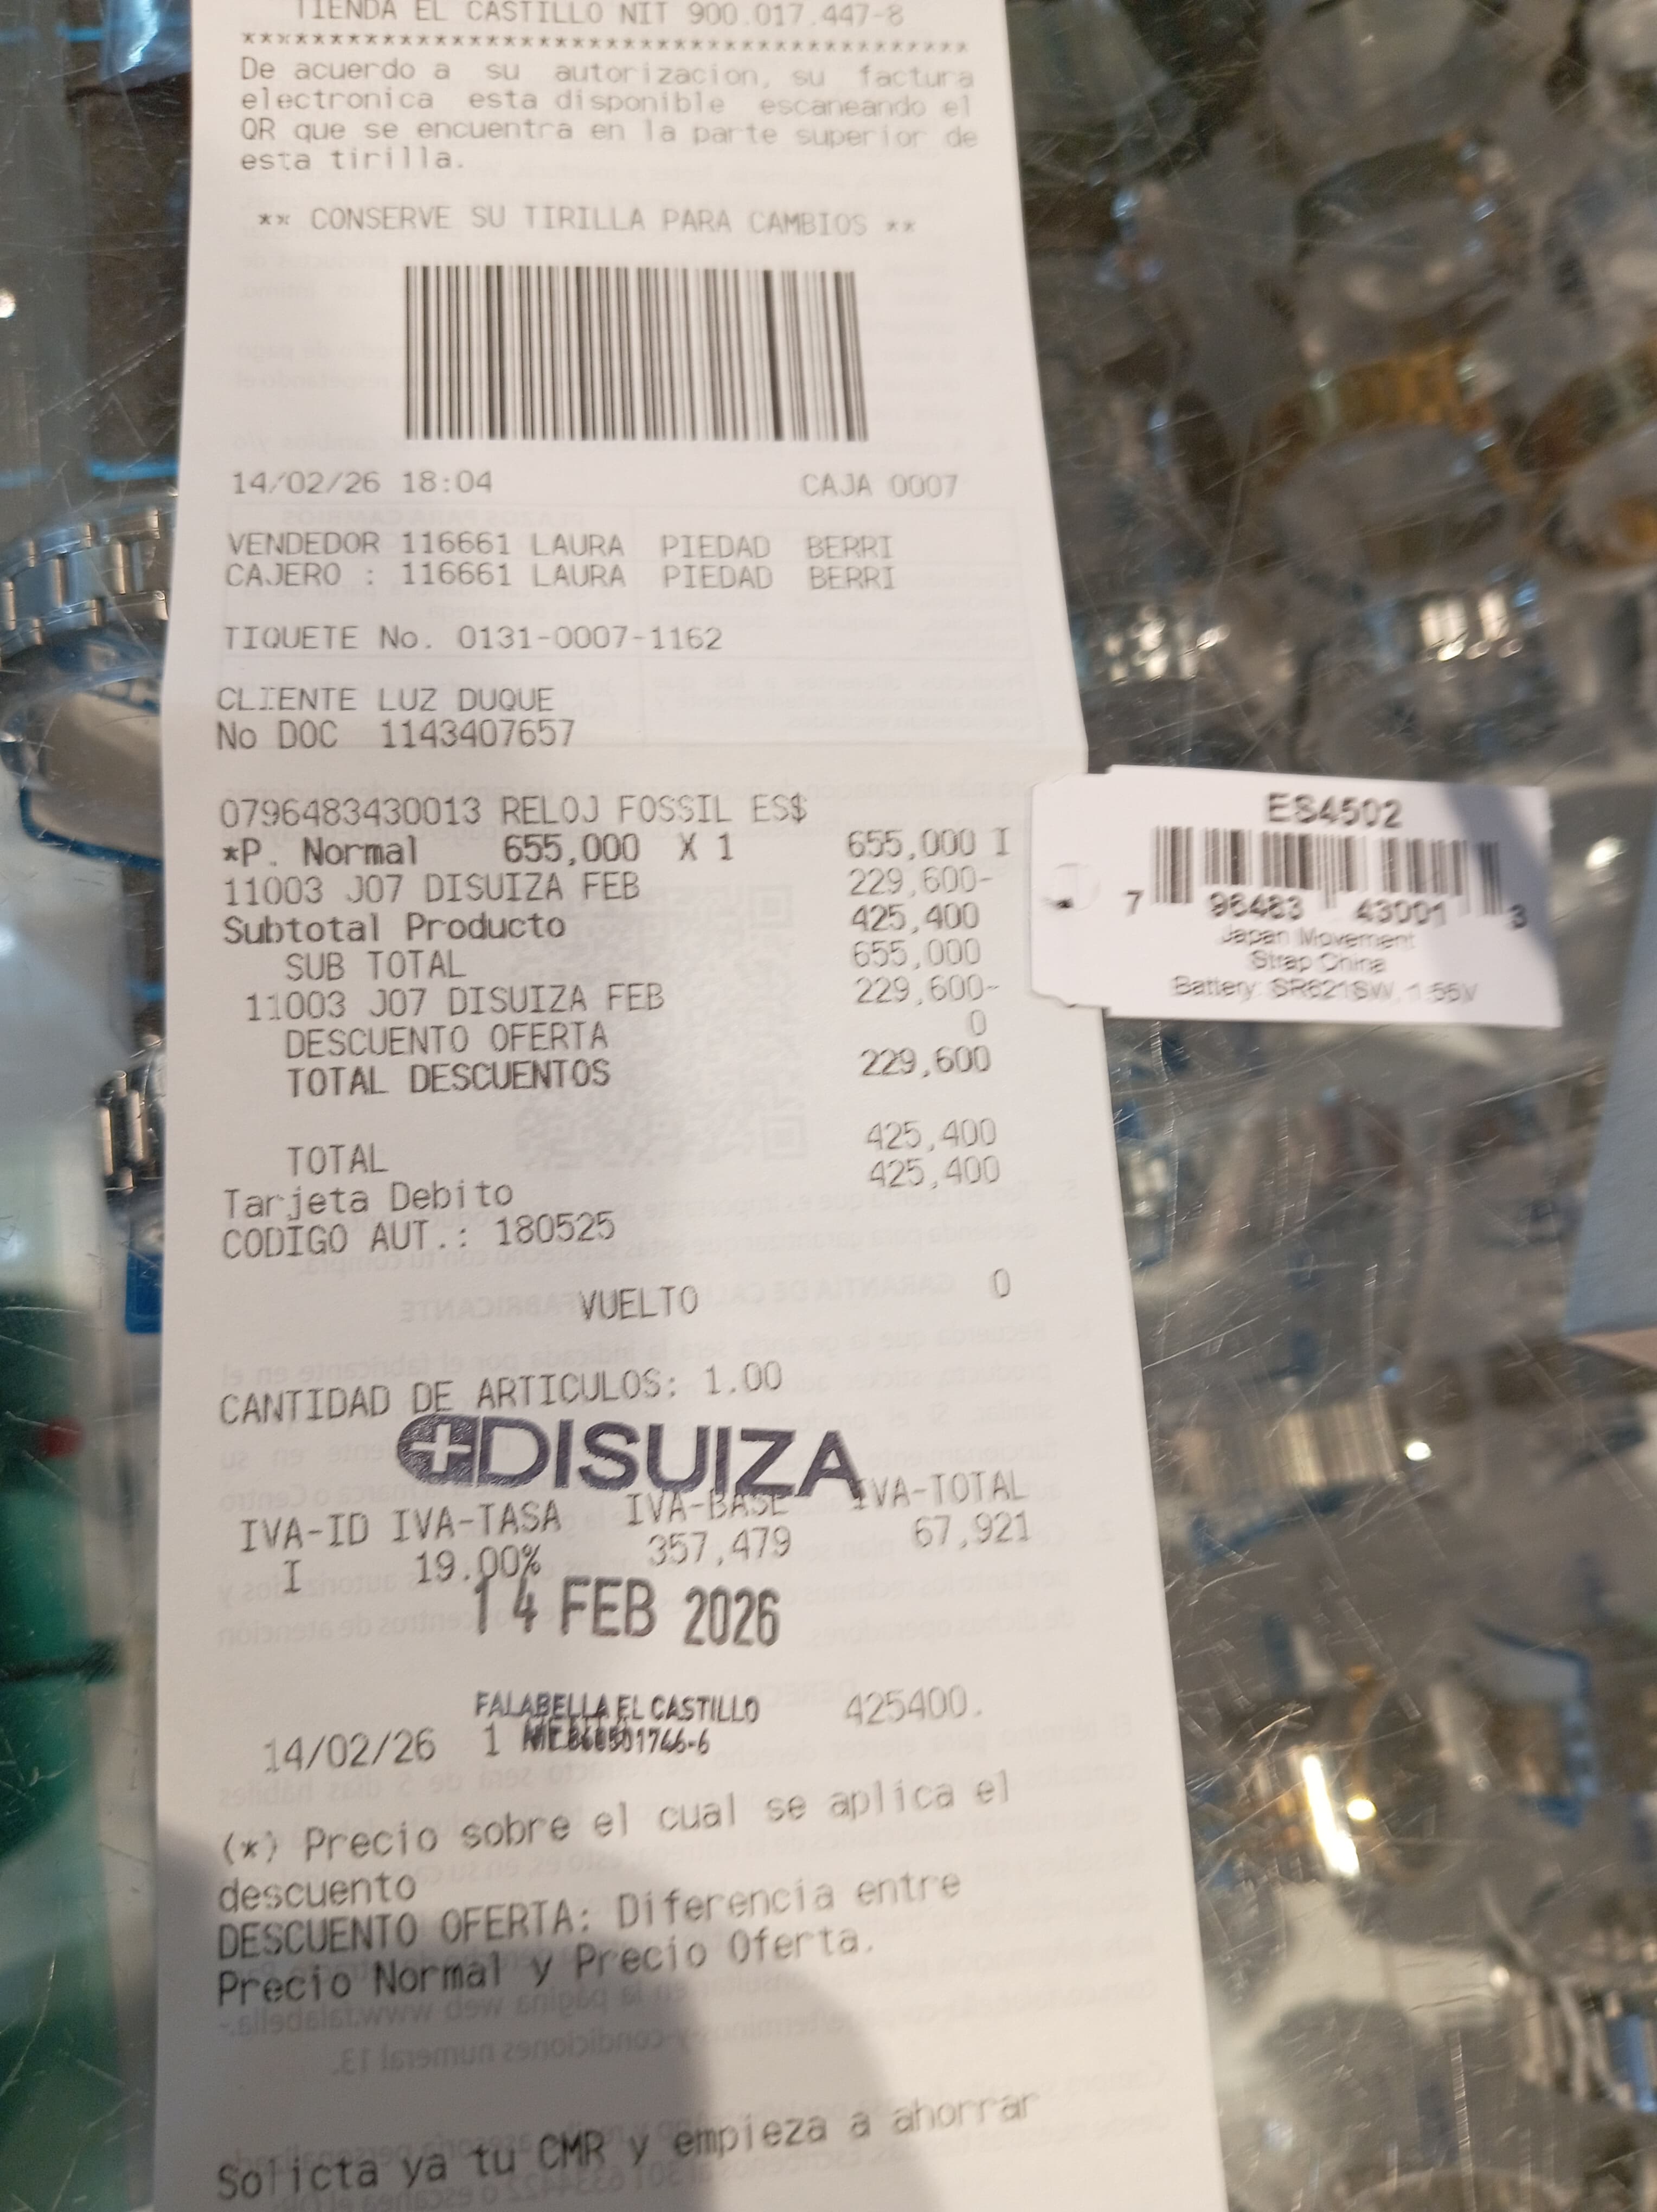 TIENDA EL CASTILLO NIT 900.017.447-8
******************************************
De acuerdo a su autorizacion, su factura
electronica esta disponible escaneando el
QR que se encuentra en la parte superior de
esta tirilla.
** CONSERVE SU TIRILLA PARA CAMBIOS **
14/02/26 18:04 CAJA 0007
VENDEDOR 116661 LAURA PIEDAD BERRI
CAJERO : 116661 LAURA PIEDAD BERRI
TIQUETE No. 0131-0007-1162
CLIENTE LUZ DUQUE
No DOC 1143407657
0796483430013 RELOJ FOSSIL ES$
*P. Normal 655,000 X 1 655,000 I
11003 J07 DISUIZA FEB 229,600-
Subtotal Producto 425,400
SUB TOTAL 655,000
11003 J07 DISUIZA FEB 229,600-
DESCUENTO OFERTA 0
TOTAL DESCUENTOS 229,600
TOTAL 425,400
Tarjeta Debito 425,400
CODIGO AUT.: 180525
VUELTO 0
CANTIDAD DE ARTICULOS: 1.00
DISUIZA
IVA-ID IVA-TASA IVA-BASE IVA-TOTAL
I 19.00% 357,479 67,921
14 FEB 2026
FALABELLA EL CASTILLO 425400.
14/02/26 1
(*) Precio sobre el cual se aplica el
descuento
DESCUENTO OFERTA: Diferencia entre
Precio Normal y Precio Oferta.
Solicta ya tu CMR y empieza a ahorrar
ES4502
7 96483 43001 3
Japan Movement
Strap China
Battery: SR621SW, 1.55V